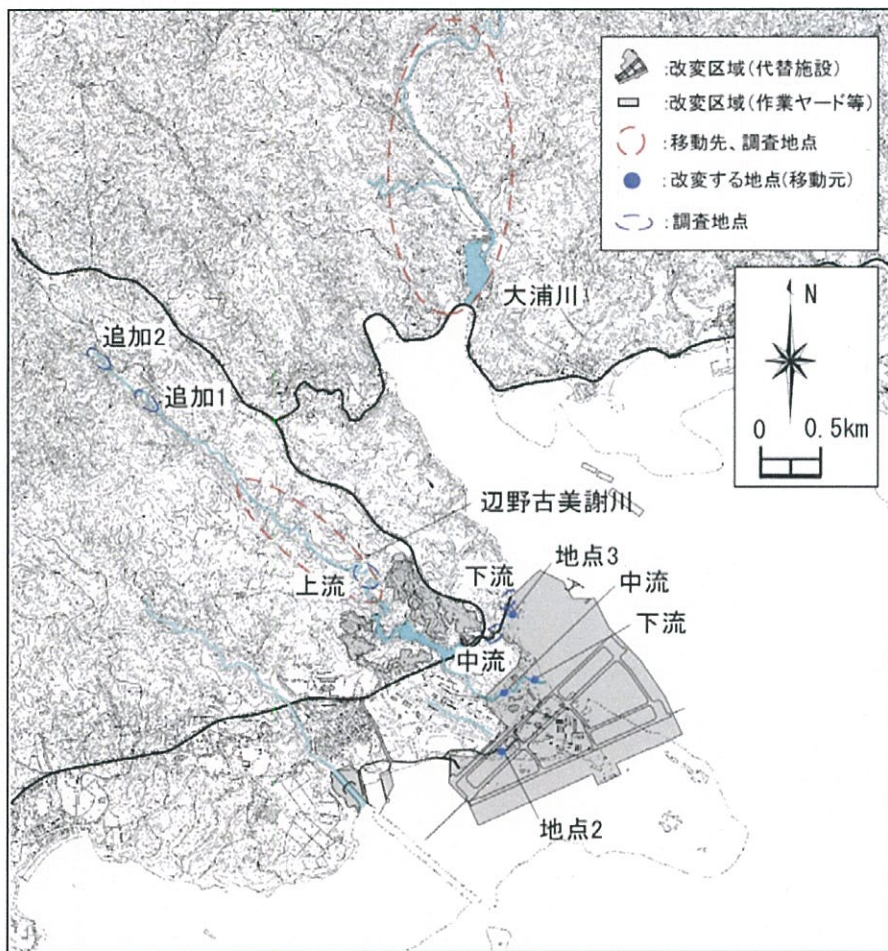 :改変区域(代替施設)
:改変区域(作業ヤード等)
:移動先、調査地点
:改変する地点(移動元)
:調査地点
N
0 0.5km
大浦川
追加2
追加1
辺野古美謝川
上流
下流
地点3
中流
下流
中流
地点2